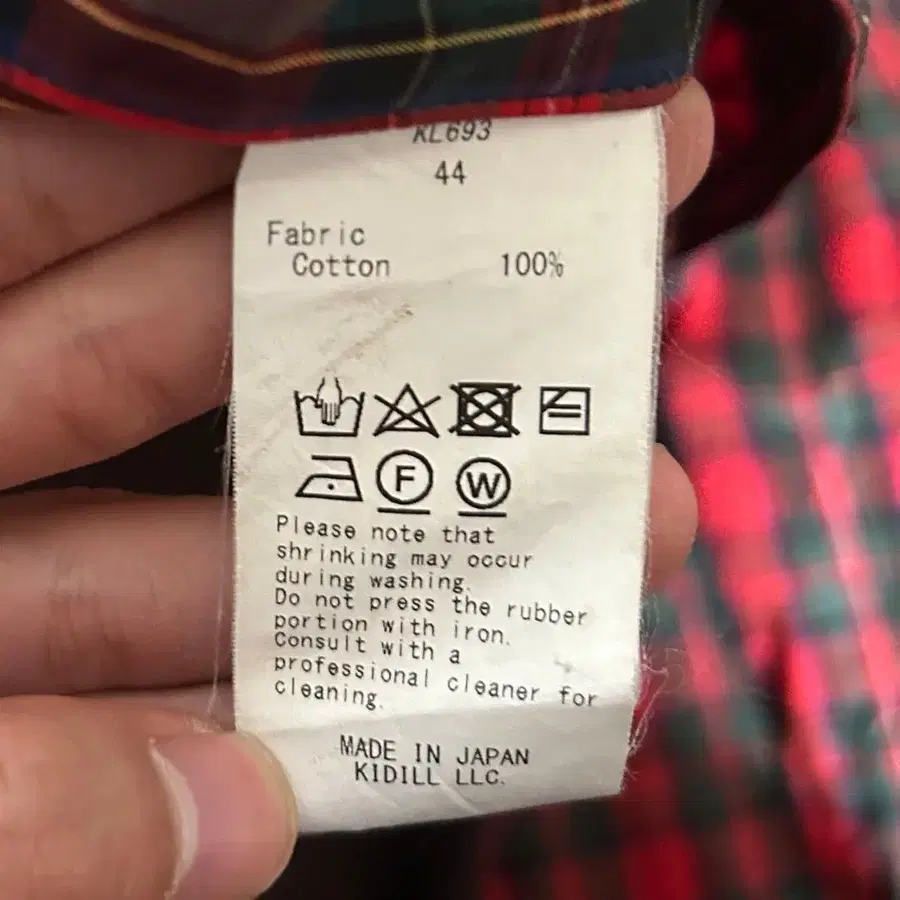 KL693
44
Fabric
Cotton 100%
F W
Please note that
shrinking may occur
during washing.
Do not press the rubber
portion with iron.
Consult with a
professional cleaner for
cleaning.
MADE IN JAPAN
KIDILL LLC.